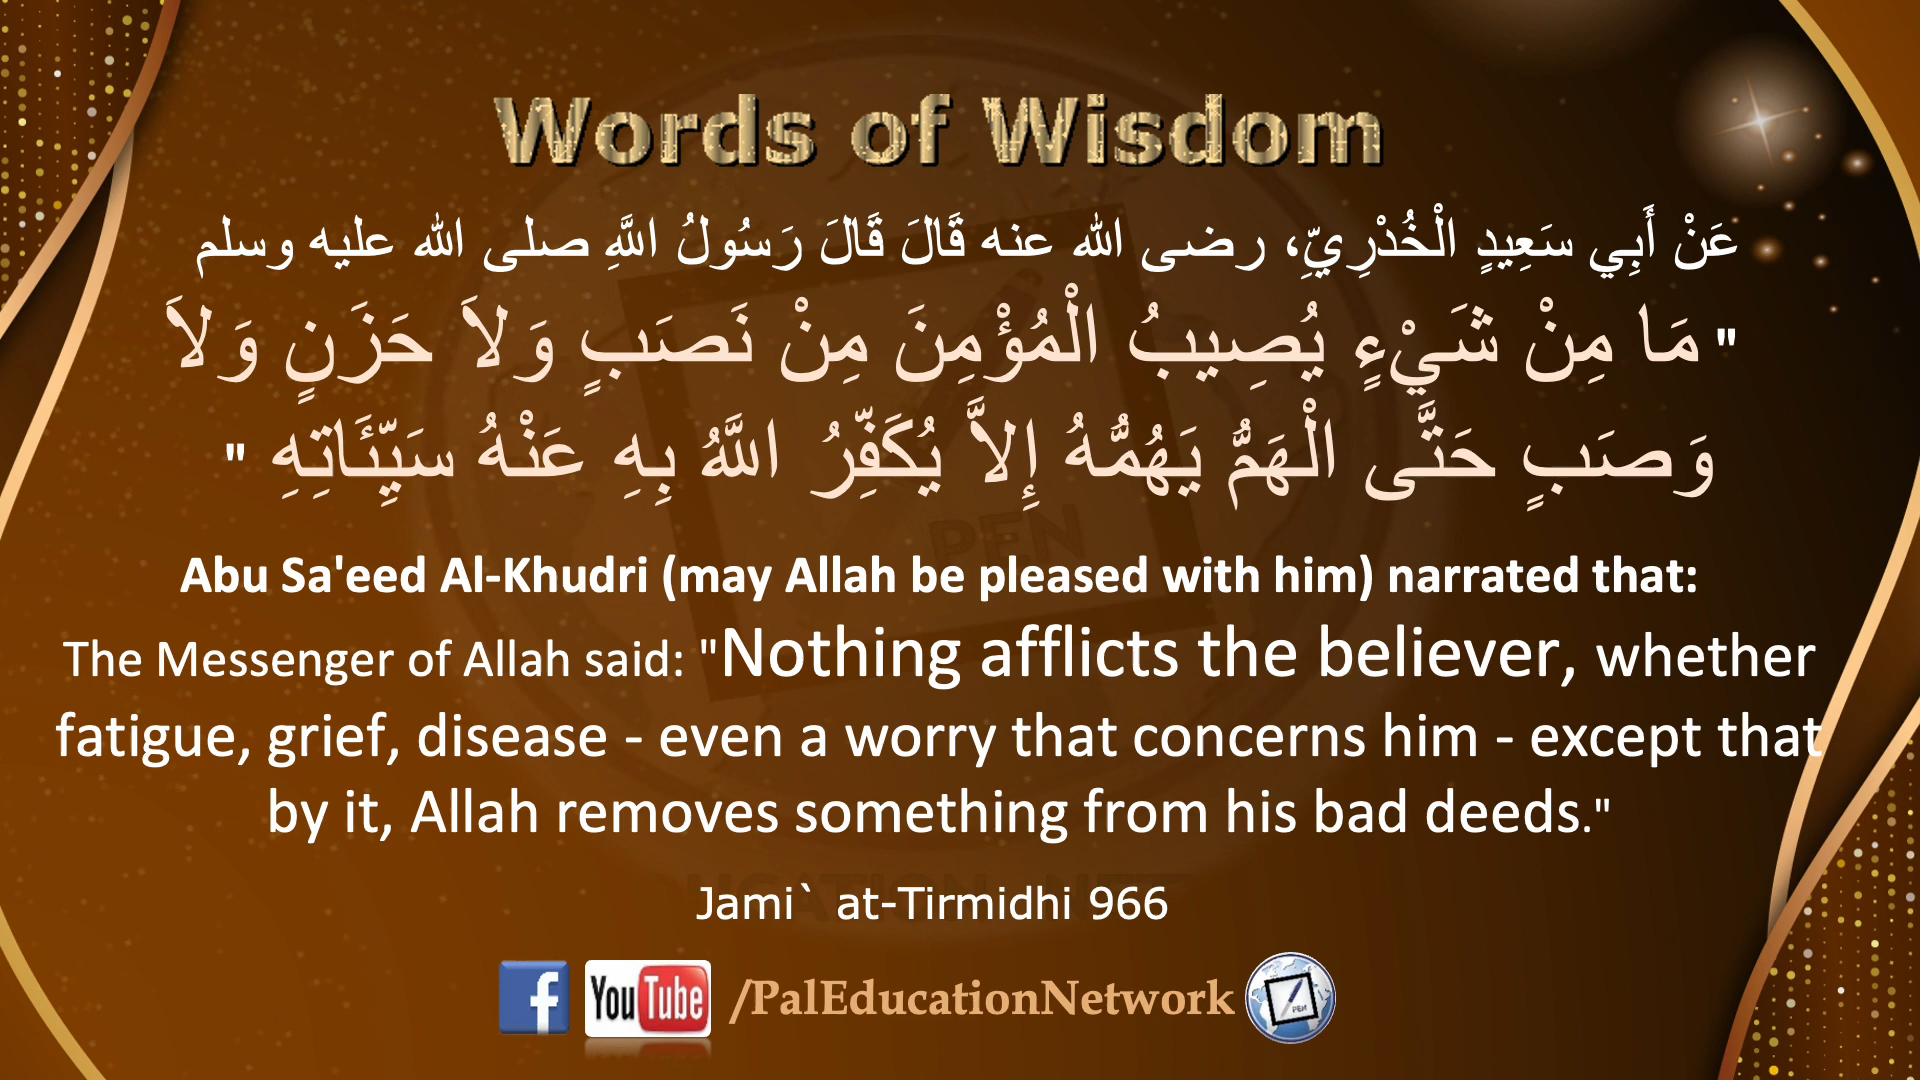 Words of Wisdom
عَنْ أَبِي سَعِيدٍ الْخُدْرِيِّ، رضى الله عنه قَالَ قَالَ رَسُولُ اللَّهِ صلى الله عليه وسلم
" مَا مِنْ شَيْءٍ يُصِيبُ الْمُؤْمِنَ مِنْ نَصَبٍ وَلاَ حَزَنٍ وَلاَ
وَصَبٍ حَتَّى الْهَمُّ يَهُمُّهُ إِلاَّ يُكَفِّرُ اللَّهُ بِهِ عَنْهُ سَيِّئَاتِهِ "
Abu Sa'eed Al-Khudri (may Allah be pleased with him) narrated that:
The Messenger of Allah said: "Nothing afflicts the believer, whether
fatigue, grief, disease - even a worry that concerns him - except that
by it, Allah removes something from his bad deeds."
Jami` at-Tirmidhi 966
f YouTube /PalEducationNetwork PEN
PEN